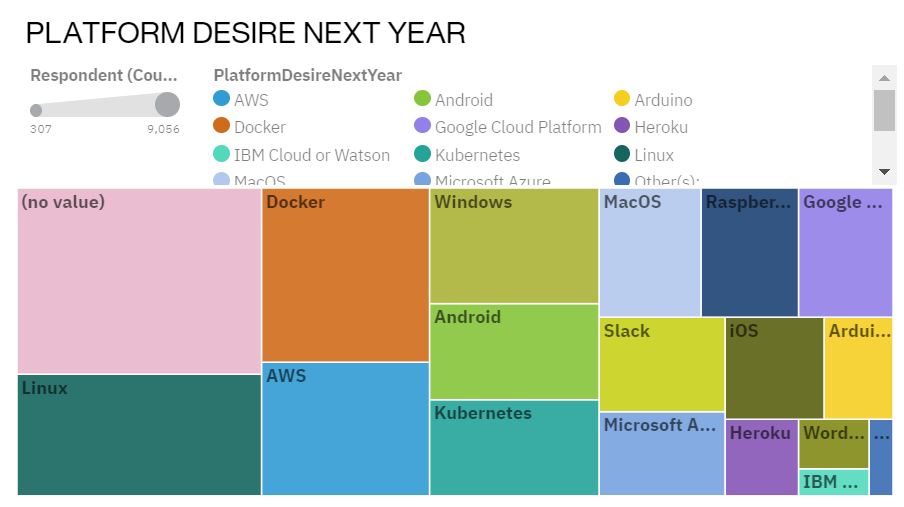 PLATFORM DESIRE NEXT YEAR
Respondent (Cou...
307 9,056
PlatformDesireNextYear
AWS Android Arduino
Docker Google Cloud Platform Heroku
IBM Cloud or Watson Kubernetes Linux
MacOS Microsoft Azure Other(s):
(no value) Docker Windows MacOS Raspber... Google ...
Android Slack iOS Ardui...
Linux AWS Kubernetes Microsoft A... Heroku Word... ...
IBM ...